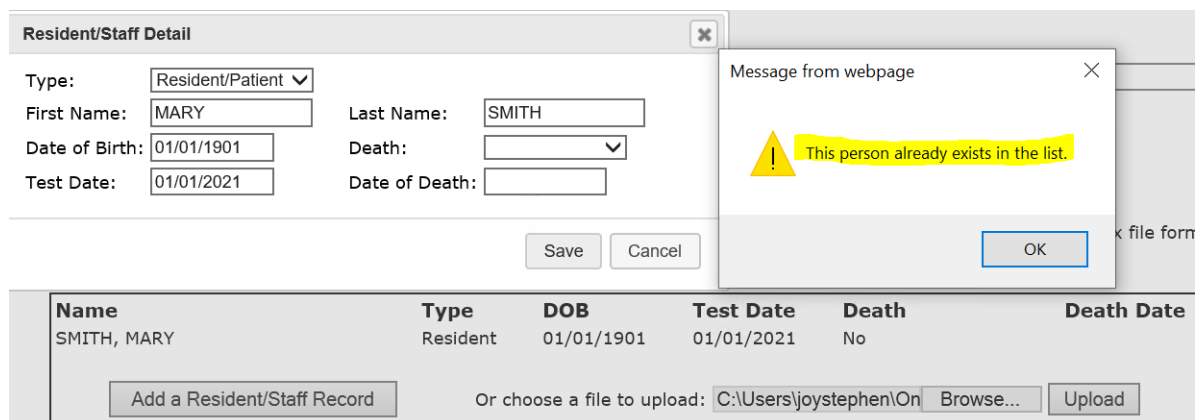 Resident/Staff Detail
Type: Resident/Patient
First Name: MARY Last Name: SMITH
Date of Birth: 01/01/1901 Death:
Test Date: 01/01/2021 Date of Death:
Save Cancel
Message from webpage
This person already exists in the list.
OK
x file form
Name Type DOB Test Date Death Death Date
SMITH, MARY Resident 01/01/1901 01/01/2021 No
Add a Resident/Staff Record Or choose a file to upload: C:\Users\joystephen\On Browse... Upload